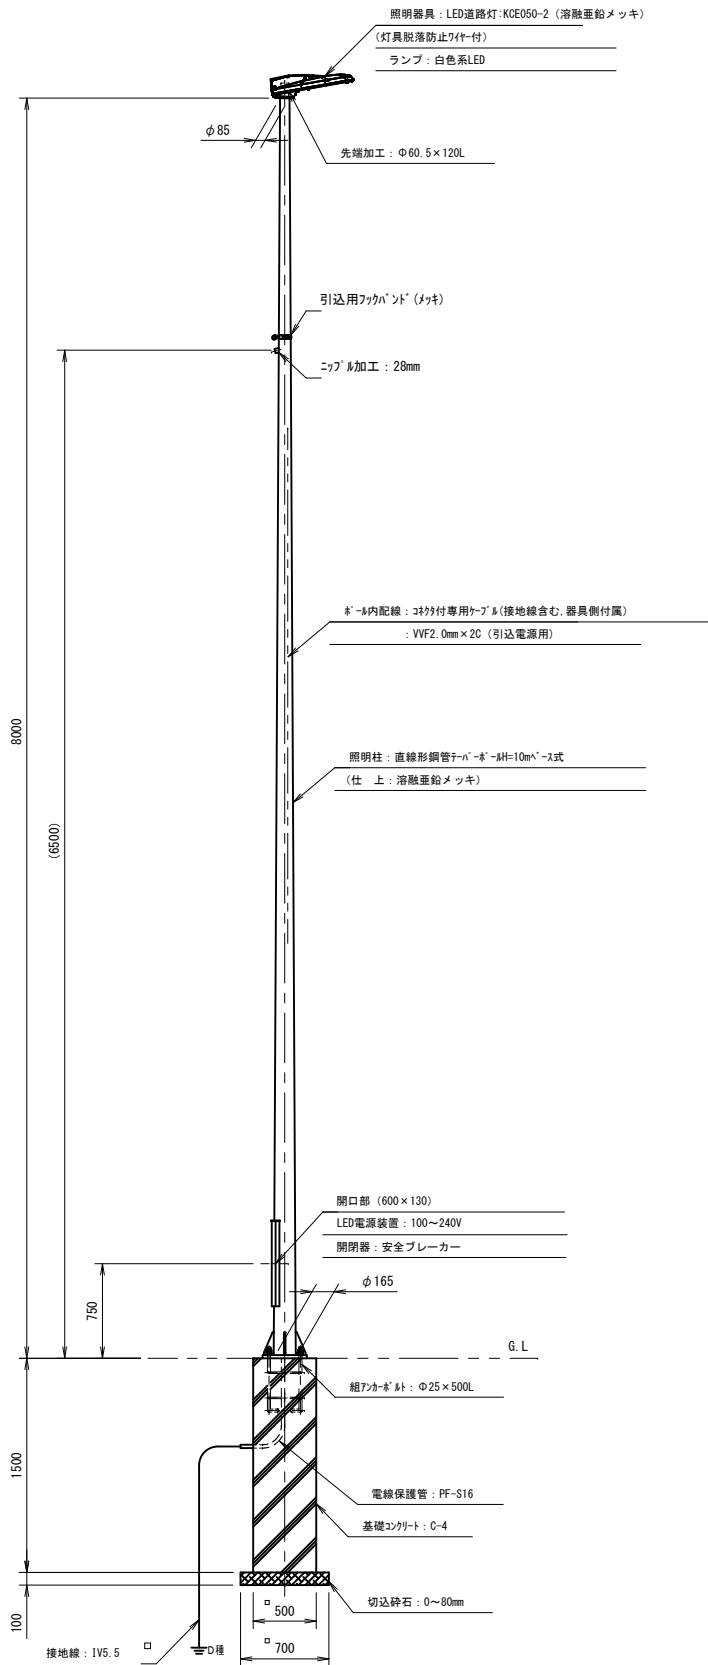 照明器具：LED道路灯:KCE050-2（溶融亜鉛メッキ）
(灯具脱落防止ﾜｲﾔｰ付)
ランプ：白色系LED
φ85
先端加工：Φ60.5×120L
引込用ﾌｯｸﾊﾞﾝﾄﾞ(ﾒｯｷ)
ﾆｯﾌﾟﾙ加工：28mm
ﾎﾟｰﾙ内配線：ｺﾈｸﾀ付専用ｹｰﾌﾞﾙ(接地線含む,器具側付属)
：VVF2.0mm×2C（引込電源用）
8000
照明柱：直線形鋼管ﾃｰﾊﾟｰﾎﾟｰﾙH=10mﾍﾞｰｽ式
（仕　上：溶融亜鉛メッキ）
(6500)
開口部（600×130）
LED電源装置：100～240V
開閉器：安全ブレーカー
φ165
750
G.L
組ｱﾝｶｰﾎﾞﾙﾄ：Φ25×500L
1500
電線保護管：PF-S16
基礎ｺﾝｸﾘｰﾄ：C-4
切込砕石：0～80mm
100
□
500
□
700
接地線：IV5.5 □
D種